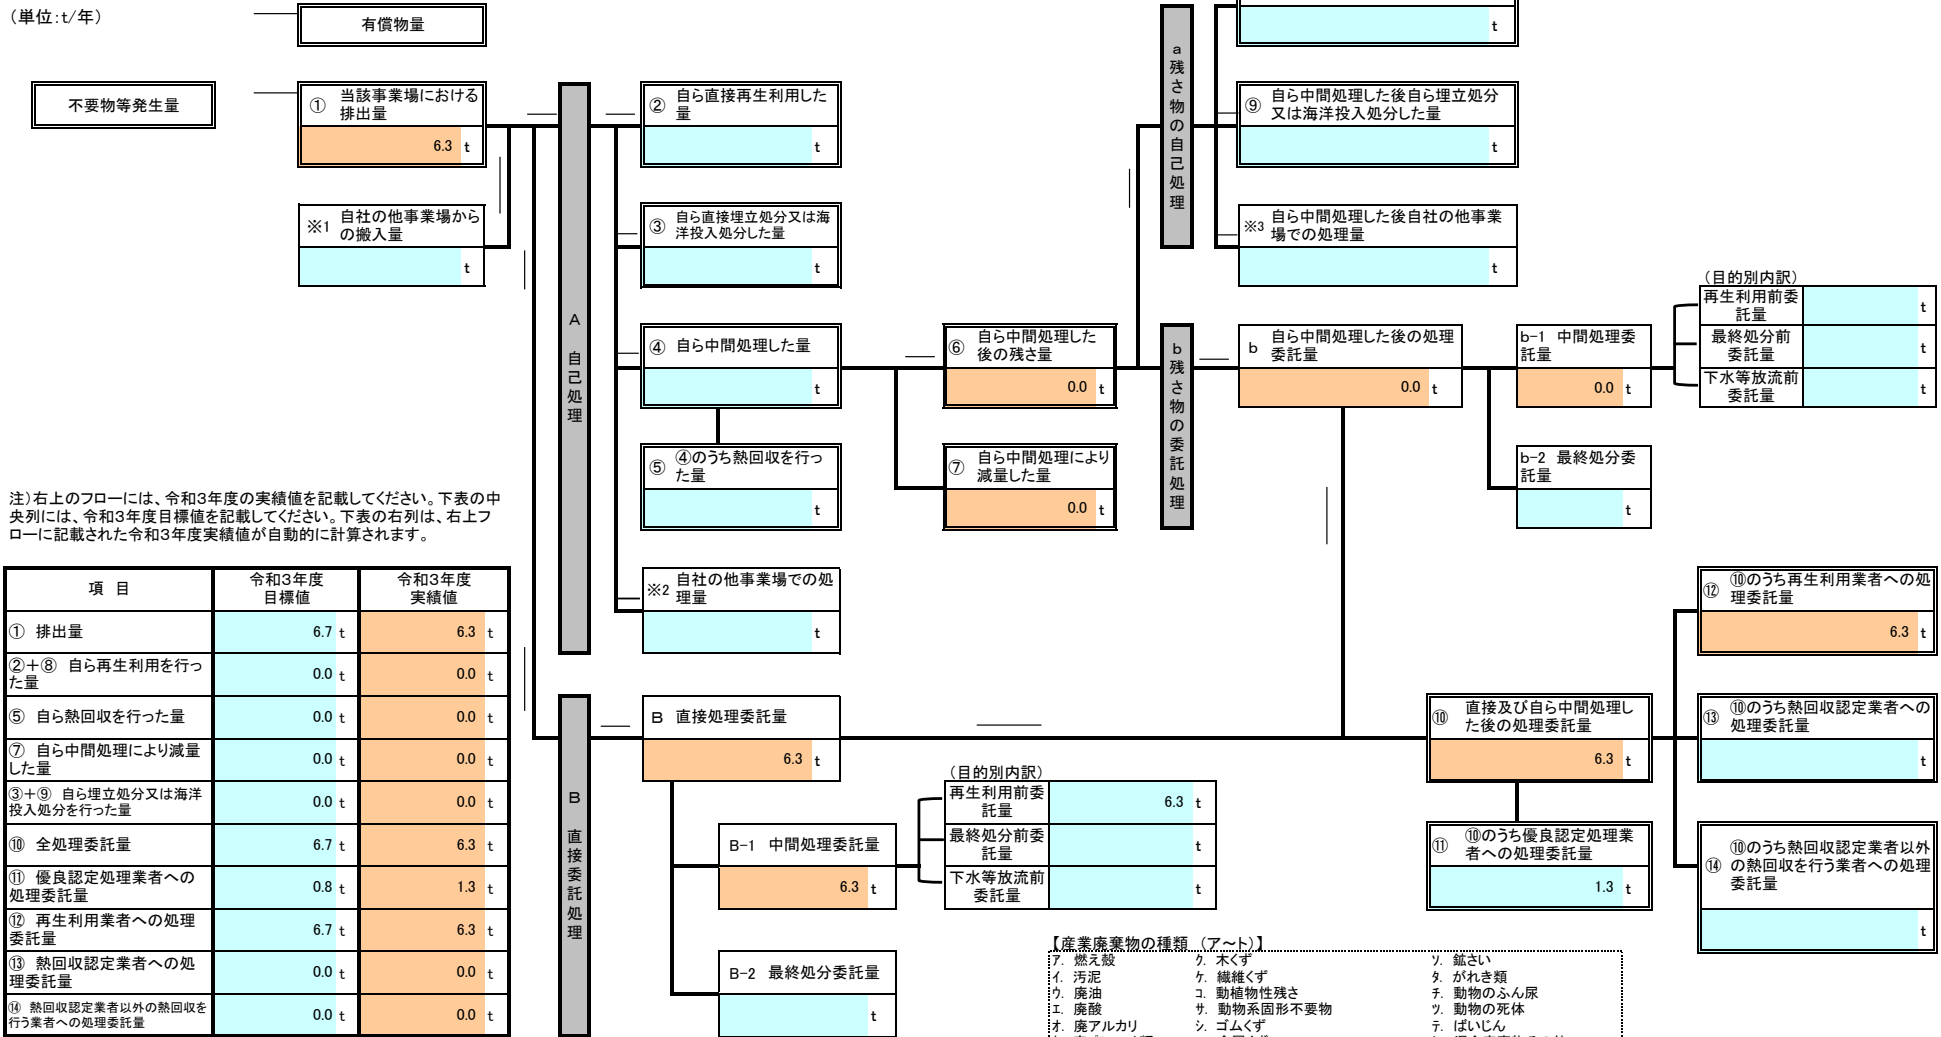 (単位:t/年)
有償物量
t
不要物等発生量
① 当該事業場における
排出量
6.3 t
※1 自社の他事業場から
の搬入量
t
A 自己処理
② 自ら直接再生利用した
量
t
③ 自ら直接埋立処分又は海
洋投入処分した量
t
④ 自ら中間処理した量
t
⑤ ④のうち熱回収を行っ
た量
t
※2 自社の他事業場での処
理量
t
⑥ 自ら中間処理した
後の残さ量
0.0 t
⑦ 自ら中間処理により
減量した量
0.0 t
a 残さ物の自己処理
⑨ 自ら中間処理した後自ら埋立処分
又は海洋投入処分した量
t
※3 自ら中間処理した後自社の他事業
場での処理量
t
b 残さ物の委託処理
b 自ら中間処理した後の処理
委託量
0.0 t
b-1 中間処理委
託量
0.0 t
b-2 最終処分委
託量
t
(目的別内訳)
再生利用前委
託量
t
最終処分前
委託量
t
下水等放流前
委託量
t
注)右上のフローには、令和3年度の実績値を記載してください。下表の中
央列には、令和3年度目標値を記載してください。下表の右列は、右上フ
ローに記載された令和3年度実績値が自動的に計算されます。
項 目
令和3年度
目標値
令和3年度
実績値
① 排出量 6.7 t 6.3 t
②+⑧ 自ら再生利用を行っ
た量 0.0 t 0.0 t
⑤ 自ら熱回収を行った量 0.0 t 0.0 t
⑦ 自ら中間処理により減量
した量 0.0 t 0.0 t
③+⑨ 自ら埋立処分又は海洋
投入処分を行った量 0.0 t 0.0 t
⑩ 全処理委託量 6.7 t 6.3 t
⑪ 優良認定処理業者への
処理委託量 0.8 t 1.3 t
⑫ 再生利用業者への処理
委託量 6.7 t 6.3 t
⑬ 熱回収認定業者への処
理委託量 0.0 t 0.0 t
⑭ 熱回収認定業者以外の熱回収を
行う業者への処理委託量 0.0 t 0.0 t
B 直接委託処理
B 直接処理委託量
6.3 t
B-1 中間処理委託量
6.3 t
B-2 最終処分委託量
t
(目的別内訳)
再生利用前委
託量
6.3 t
最終処分前委
託量
t
下水等放流前
委託量
t
⑩ 直接及び自ら中間処理し
た後の処理委託量
6.3 t
⑪ ⑩のうち優良認定処理業
者への処理委託量
1.3 t
⑫ ⑩のうち再生利用業者への処
理委託量
6.3 t
⑬ ⑩のうち熱回収認定業者への
処理委託量
t
⑭ ⑩のうち熱回収認定業者以外
の熱回収を行う業者への処理
委託量
t
【産業廃棄物の種類 (ア～ト)】
ア. 燃え殻 ク. 木くず ソ. 鉱さい
イ. 汚泥 ケ. 繊維くず タ. がれき類
ウ. 廃油 コ. 動植物性残さ チ. 動物のふん尿
エ. 廃酸 サ. 動物系固形不要物 ツ. 動物の死体
オ. 廃アルカリ シ. ゴムくず テ. ばいじん